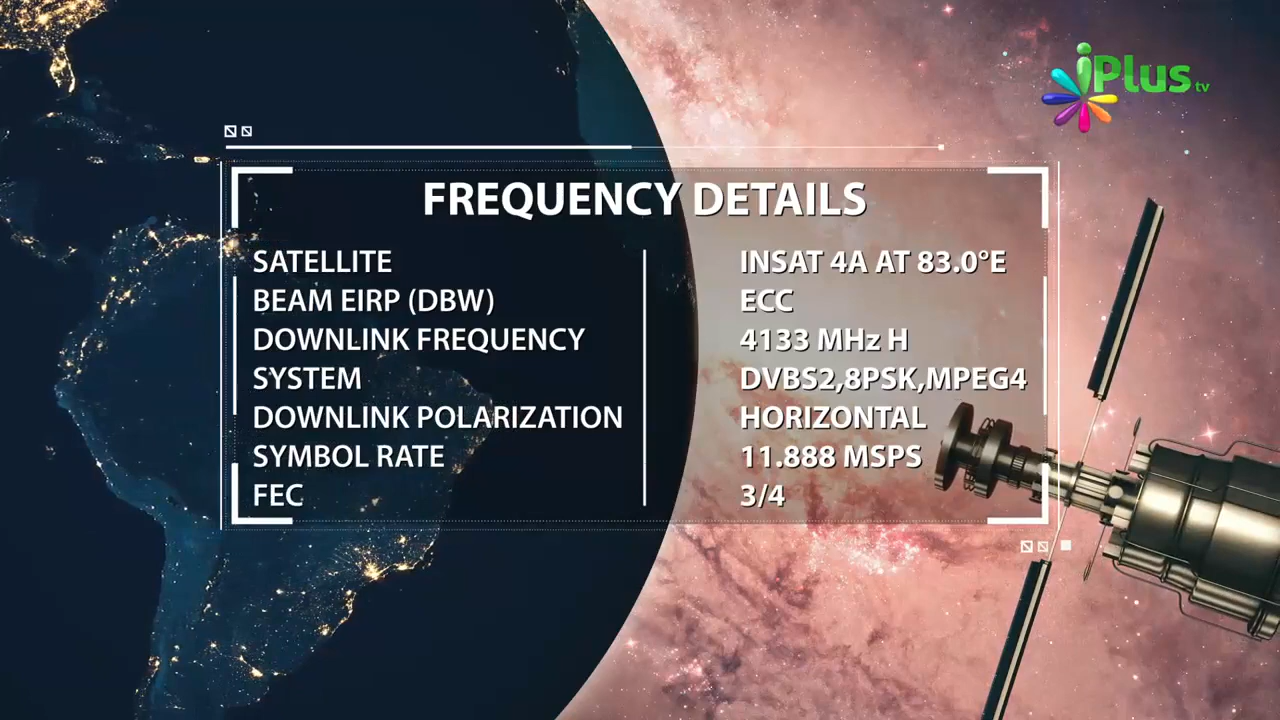 iPlus tv
FREQUENCY DETAILS
SATELLITE INSAT 4A AT 83.0°E
BEAM EIRP (DBW) ECC
DOWNLINK FREQUENCY 4133 MHz H
SYSTEM DVBS2,8PSK,MPEG4
DOWNLINK POLARIZATION HORIZONTAL
SYMBOL RATE 11.888 MSPS
FEC 3/4